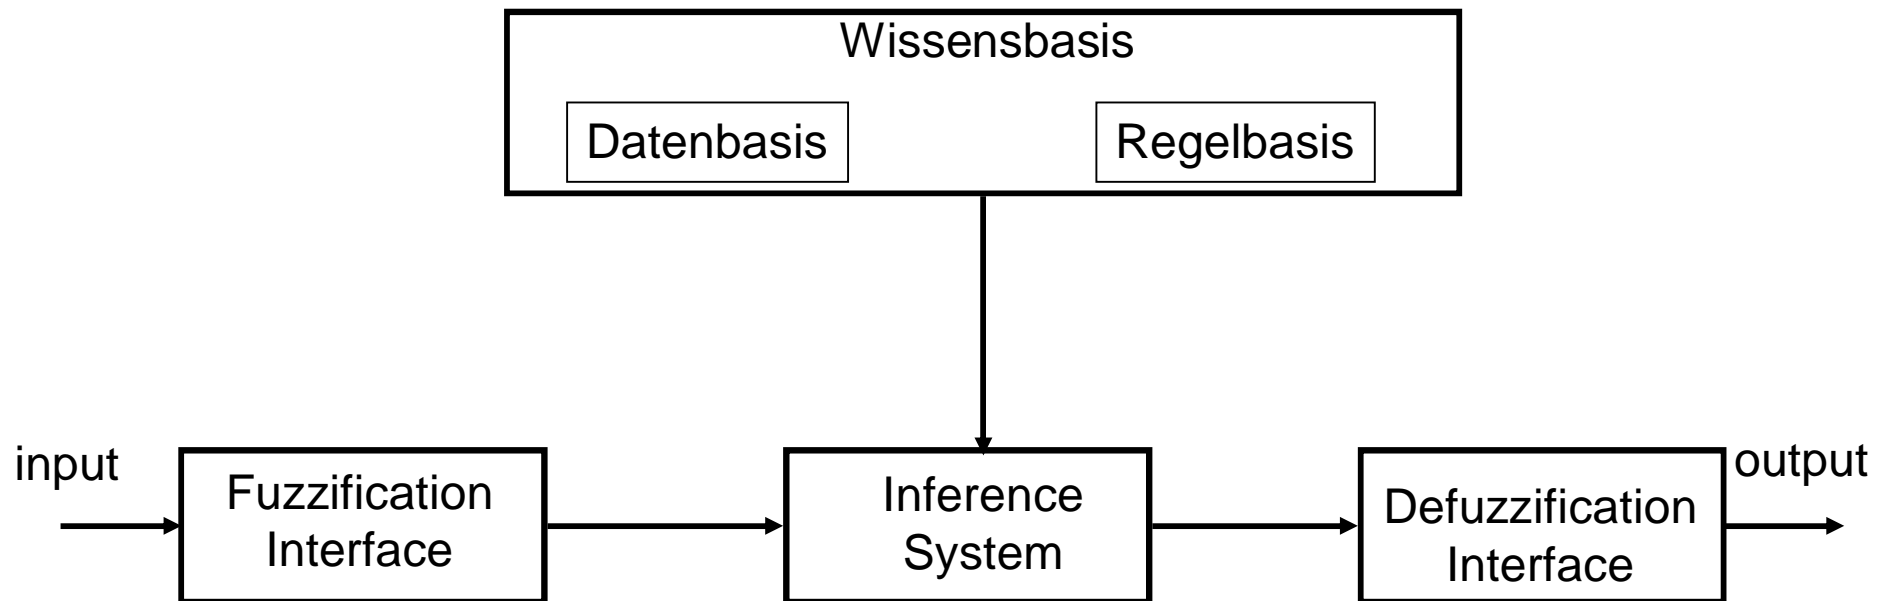 Wissensbasis
Datenbasis
Regelbasis
input
Fuzzification
Interface
Inference
System
Defuzzification
Interface
output